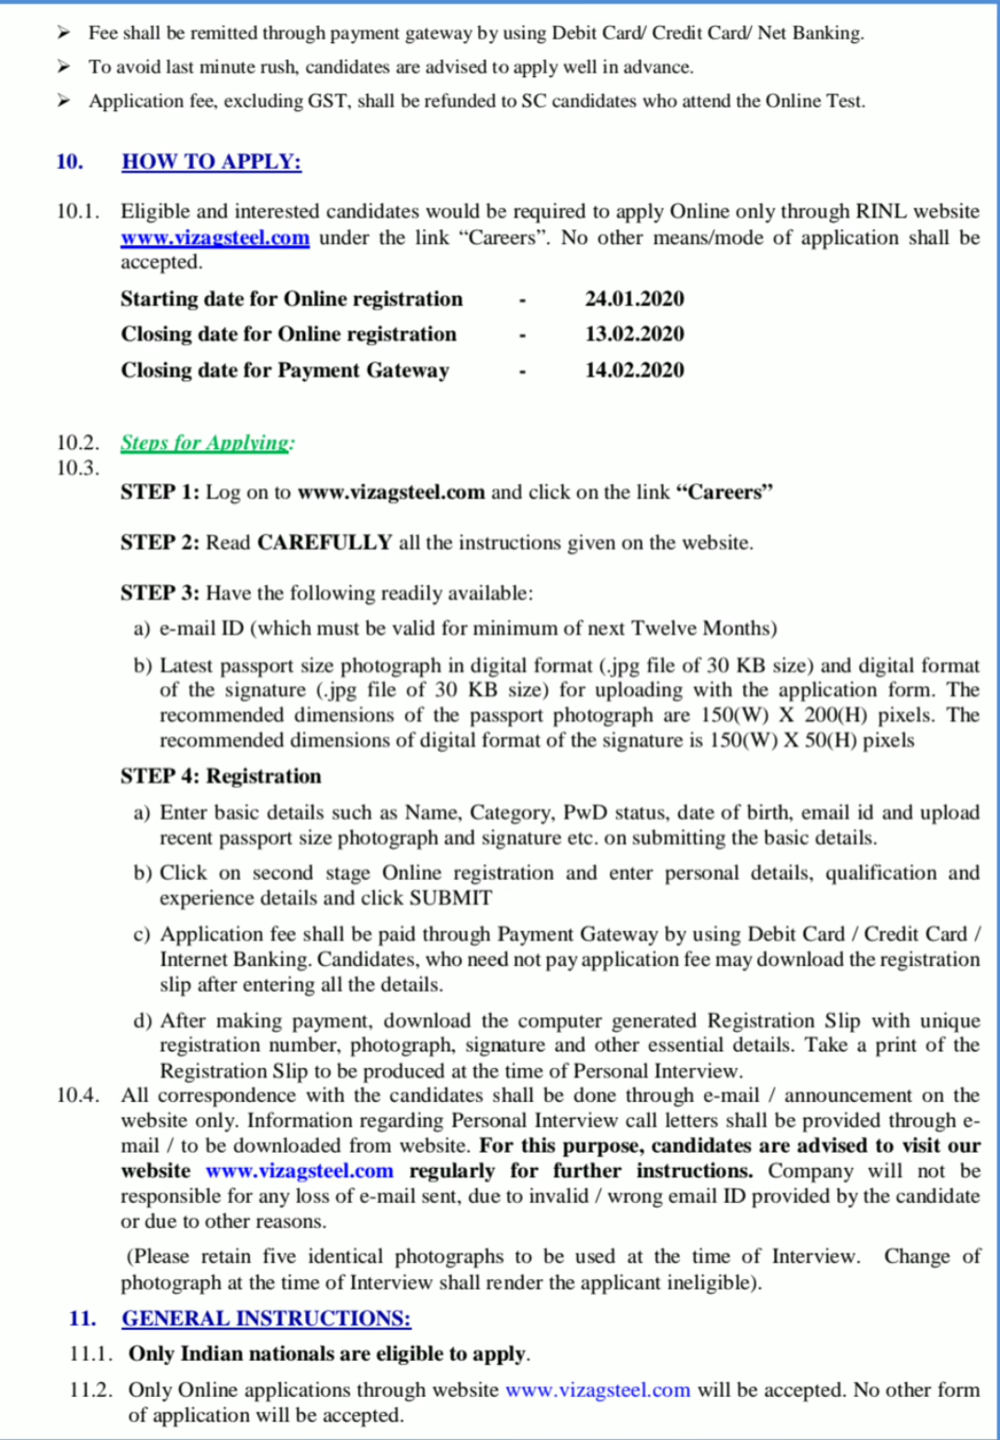 ➢ Fee shall be remitted through payment gateway by using Debit Card/ Credit Card/ Net Banking.
➢ To avoid last minute rush, candidates are advised to apply well in advance.
➢ Application fee, excluding GST, shall be refunded to SC candidates who attend the Online Test.
10. HOW TO APPLY:
10.1. Eligible and interested candidates would be required to apply Online only through RINL website
www.vizagsteel.com under the link “Careers”. No other means/mode of application shall be
accepted.
Starting date for Online registration - 24.01.2020
Closing date for Online registration - 13.02.2020
Closing date for Payment Gateway - 14.02.2020
10.2. Steps for Applying:
10.3.
STEP 1: Log on to www.vizagsteel.com and click on the link “Careers”
STEP 2: Read CAREFULLY all the instructions given on the website.
STEP 3: Have the following readily available:
a) e-mail ID (which must be valid for minimum of next Twelve Months)
b) Latest passport size photograph in digital format (.jpg file of 30 KB size) and digital format
of the signature (.jpg file of 30 KB size) for uploading with the application form. The
recommended dimensions of the passport photograph are 150(W) X 200(H) pixels. The
recommended dimensions of digital format of the signature is 150(W) X 50(H) pixels
STEP 4: Registration
a) Enter basic details such as Name, Category, PwD status, date of birth, email id and upload
recent passport size photograph and signature etc. on submitting the basic details.
b) Click on second stage Online registration and enter personal details, qualification and
experience details and click SUBMIT
c) Application fee shall be paid through Payment Gateway by using Debit Card / Credit Card /
Internet Banking. Candidates, who need not pay application fee may download the registration
slip after entering all the details.
d) After making payment, download the computer generated Registration Slip with unique
registration number, photograph, signature and other essential details. Take a print of the
Registration Slip to be produced at the time of Personal Interview.
10.4. All correspondence with the candidates shall be done through e-mail / announcement on the
website only. Information regarding Personal Interview call letters shall be provided through e-
mail / to be downloaded from website. For this purpose, candidates are advised to visit our
website www.vizagsteel.com regularly for further instructions. Company will not be
responsible for any loss of e-mail sent, due to invalid / wrong email ID provided by the candidate
or due to other reasons.
(Please retain five identical photographs to be used at the time of Interview. Change of
photograph at the time of Interview shall render the applicant ineligible).
11. GENERAL INSTRUCTIONS:
11.1. Only Indian nationals are eligible to apply.
11.2. Only Online applications through website www.vizagsteel.com will be accepted. No other form
of application will be accepted.